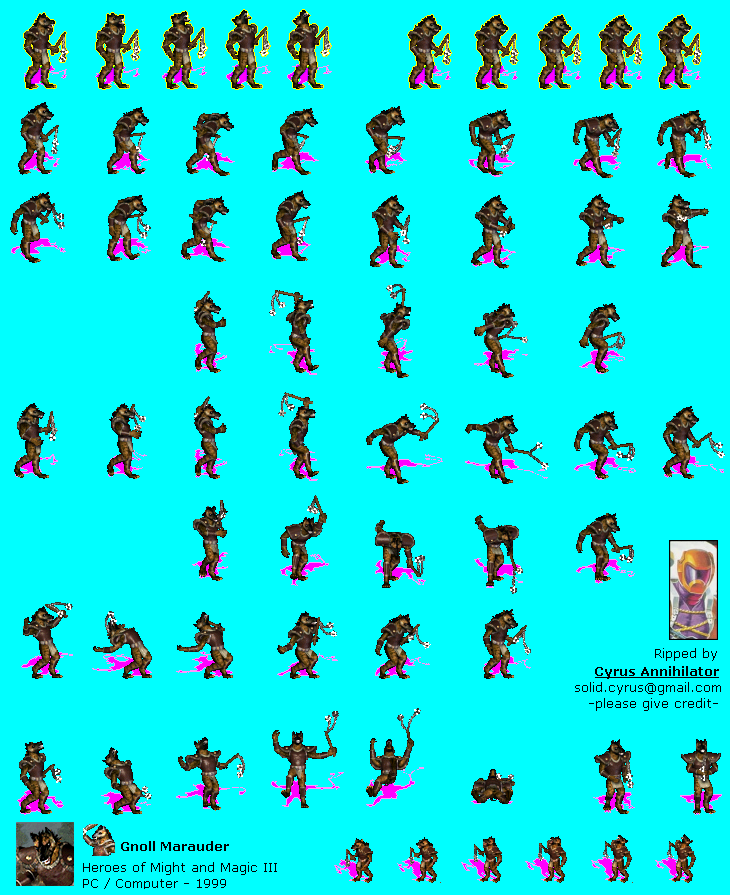 Ripped by
Cyrus Annihilator
solid.cyrus@gmail.com
-please give credit-
Gnoll Marauder
Heroes of Might and Magic III
PC / Computer - 1999